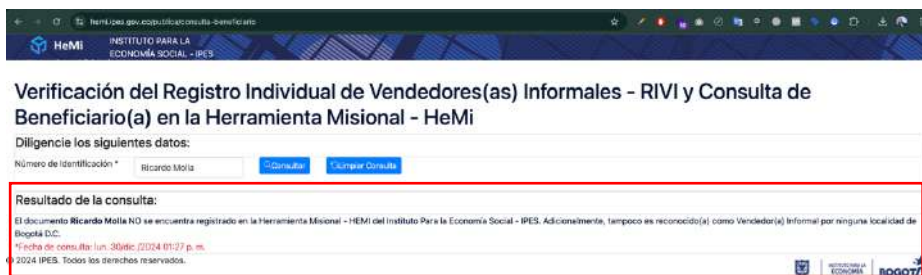 hemi.ipes.gov.co/publico/consulta-beneficiario
HeMi
INSTITUTO PARA LA
ECONOMÍA SOCIAL - IPES
Verificación del Registro Individual de Vendedores(as) Informales - RIVI y Consulta de
Beneficiario(a) en la Herramienta Misional - HeMi
Diligencie los siguientes datos:
Número de Identificación * Ricardo Molla Consultar Limpiar Consulta
Resultado de la consulta:
El documento Ricardo Molla NO se encuentra registrado en la Herramienta Misional - HEMI del Instituto Para la Economía Social - IPES. Adicionalmente, tampoco es reconocido(a) como Vendedor(a) Informal por ninguna localidad de
Bogotá D.C.
*Fecha de consulta: lun. 30/dic./2024 01:27 p. m.
© 2024 IPES. Todos los derechos reservados.
INSTITUTO PARA LA
ECONOMÍA
BOGOTÁ